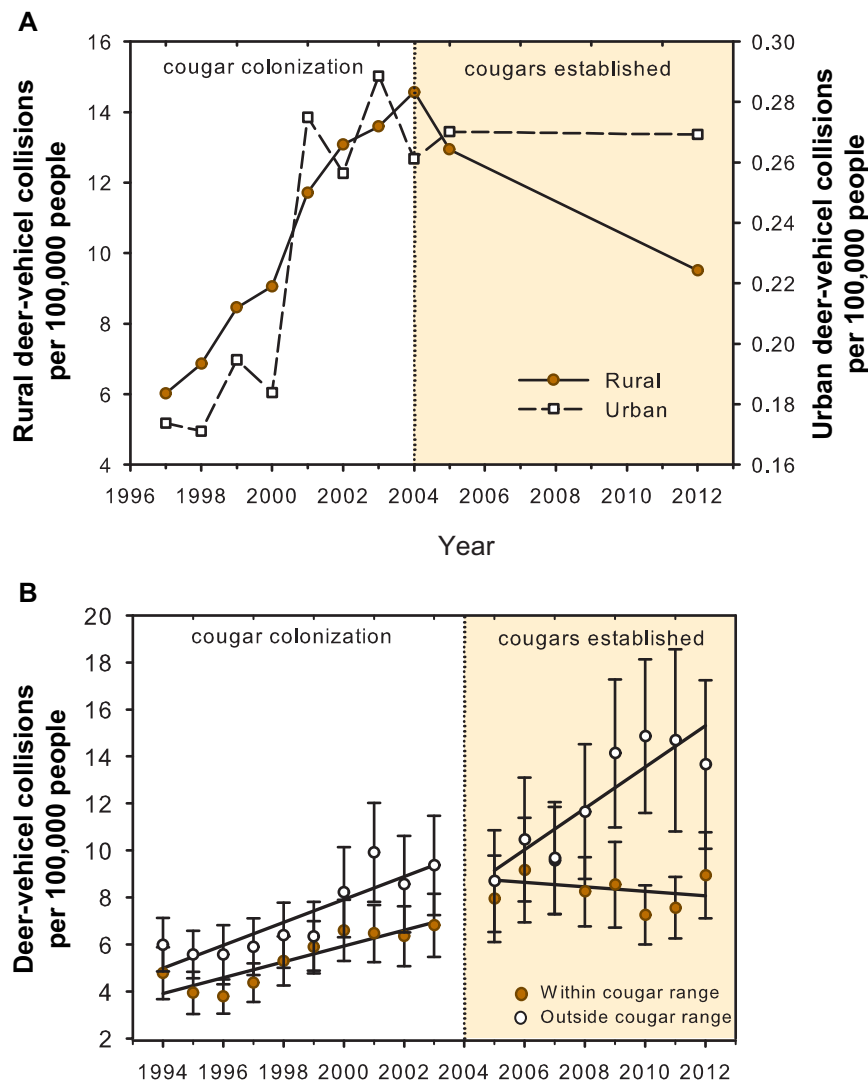 A
cougar colonization
cougars established
Rural deer-vehicel collisions
per 100,000 people
16
14
12
10
8
6
4
Urban deer-vehicel collisions
per 100,000 people
0.30
0.28
0.26
0.24
0.22
0.20
0.18
0.16
Rural
Urban
1996 1998 2000 2002 2004 2006 2008 2010 2012
Year
B
cougar colonization
cougars established
Deer-vehicel collisions
per 100,000 people
20
18
16
14
12
10
8
6
4
2
Within cougar range
Outside cougar range
1994 1996 1998 2000 2002 2004 2006 2008 2010 2012